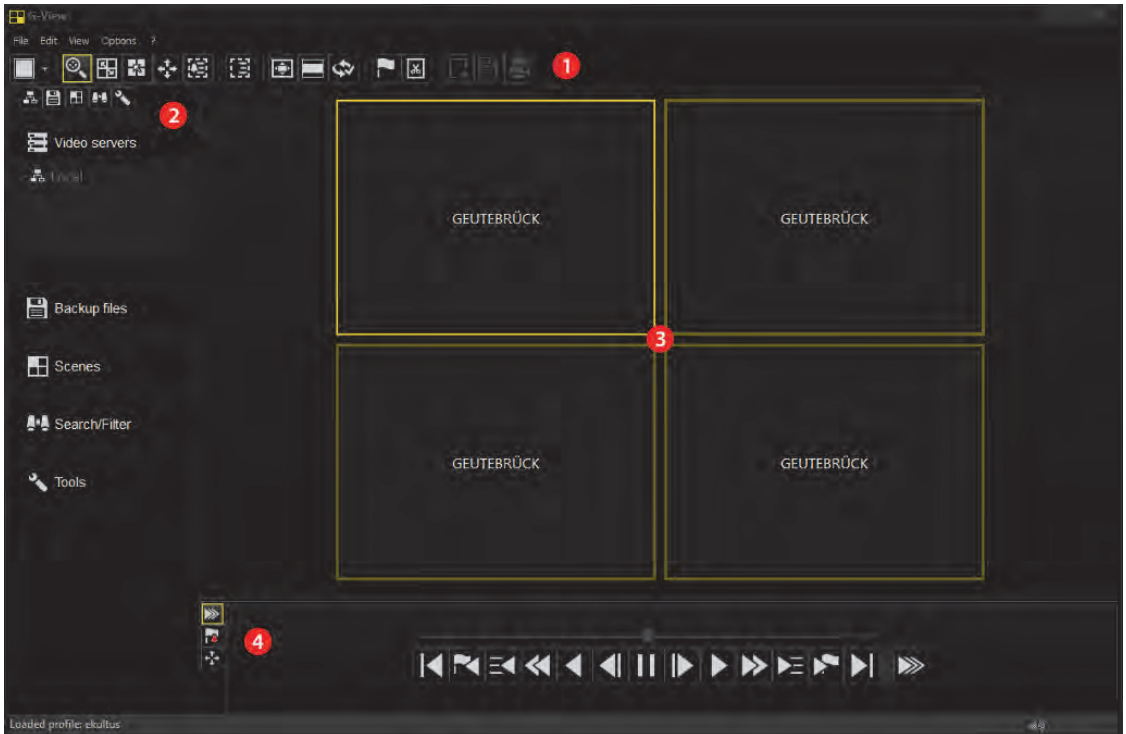 G-View
File Edit View Options ?
1
2
Video servers
Local
GEUTEBRÜCK
GEUTEBRÜCK
Backup files
3
Scenes
Search/Filter
GEUTEBRÜCK
GEUTEBRÜCK
Tools
4
Loaded profile: ekultus